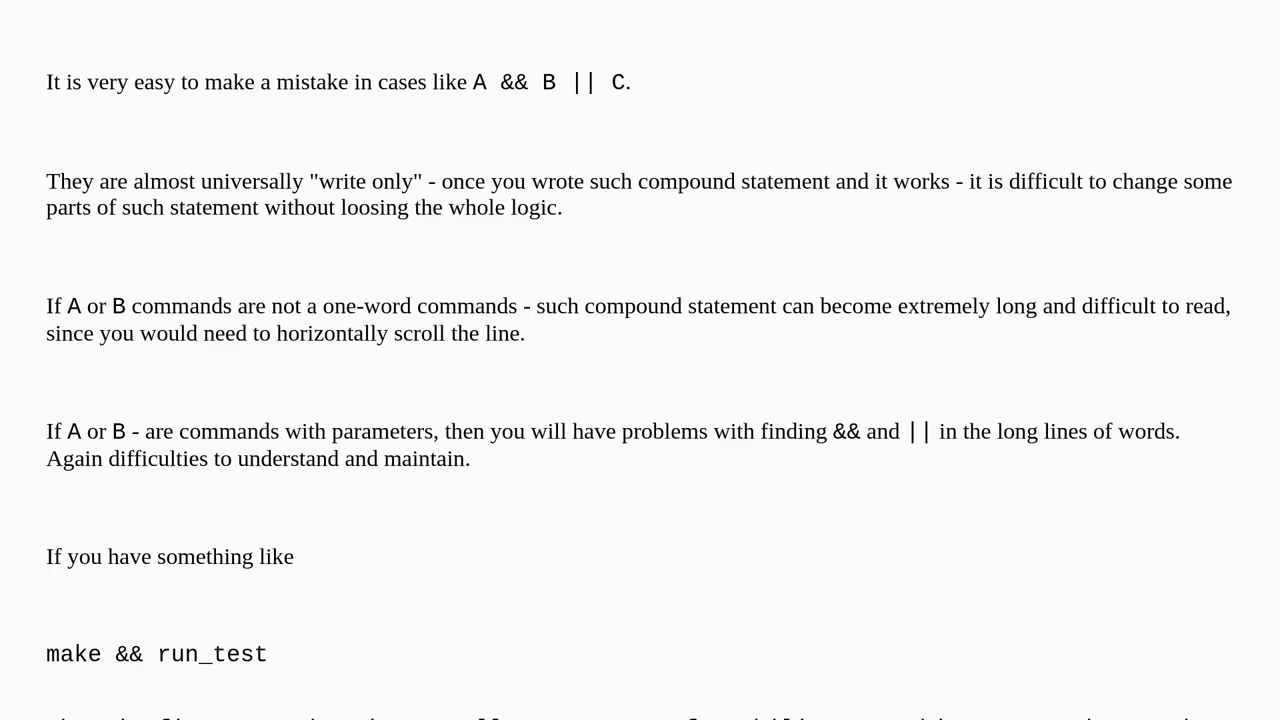 It is very easy to make a mistake in cases like A && B || C.
They are almost universally "write only" - once you wrote such compound statement and it works - it is difficult to change some
parts of such statement without loosing the whole logic.
If A or B commands are not a one-word commands - such compound statement can become extremely long and difficult to read,
since you would need to horizontally scroll the line.
If A or B - are commands with parameters, then you will have problems with finding && and || in the long lines of words.
Again difficulties to understand and maintain.
If you have something like
make && run_test